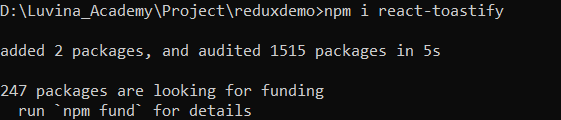 D:\Luvina_Academy\Project\reduxdemo>npm i react-toastify
added 2 packages, and audited 1515 packages in 5s
247 packages are looking for funding
run `npm fund` for details